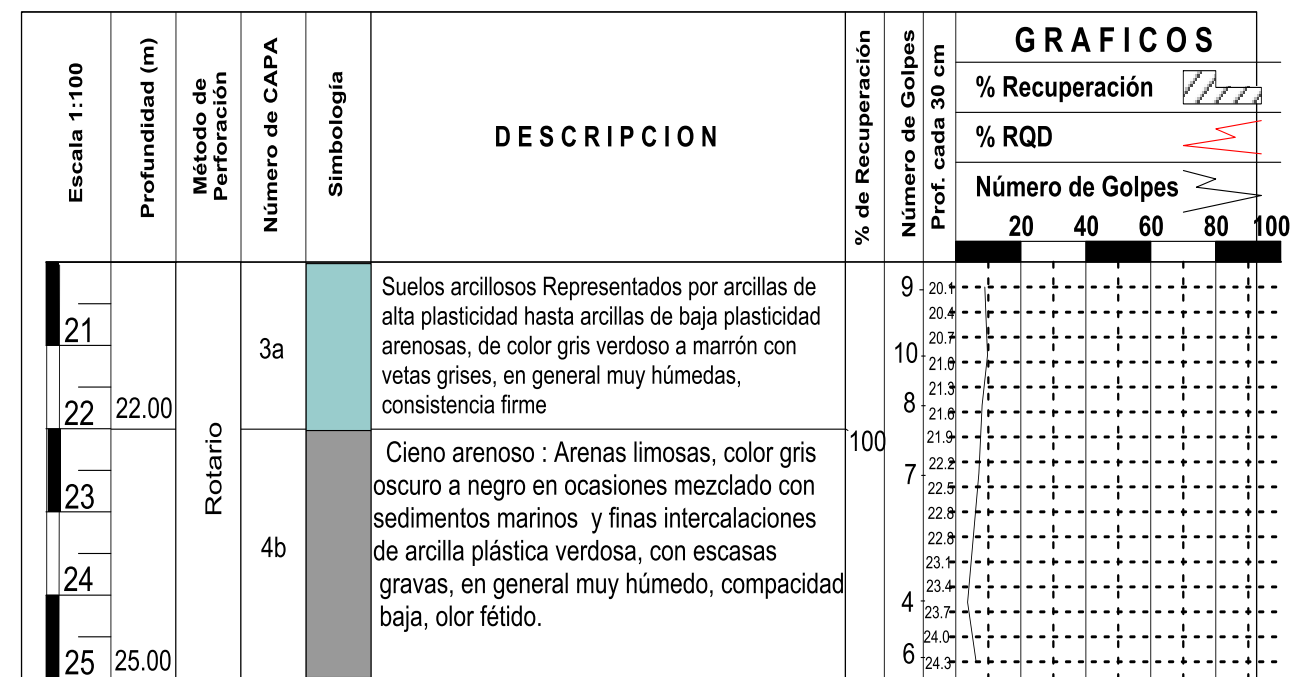 Escala 1:100
Profundidad (m)
Método de
Perforación
Número de CAPA
Simbología
DESCRIPCION
% de Recuperación
Número de Golpes
Prof. cada 30 cm
GRAFICOS
% Recuperación
% RQD
Número de Golpes
20 40 60 80 100
21
22
23
24
25
22.00
25.00
Rotario
3a
4b
Suelos arcillosos Representados por arcillas de
alta plasticidad hasta arcillas de baja plasticidad
arenosas, de color gris verdoso a marrón con
vetas grises, en general muy húmedas,
consistencia firme
Cieno arenoso : Arenas limosas, color gris
oscuro a negro en ocasiones mezclado con
sedimentos marinos y finas intercalaciones
de arcilla plástica verdosa, con escasas
gravas, en general muy húmedo, compacidad
baja, olor fétido.
100
9
10
8
7
4
6
20.1
20.4
20.7
21.0
21.3
21.6
21.9
22.2
22.5
22.8
22.8
23.1
23.4
23.7
24.0
24.3